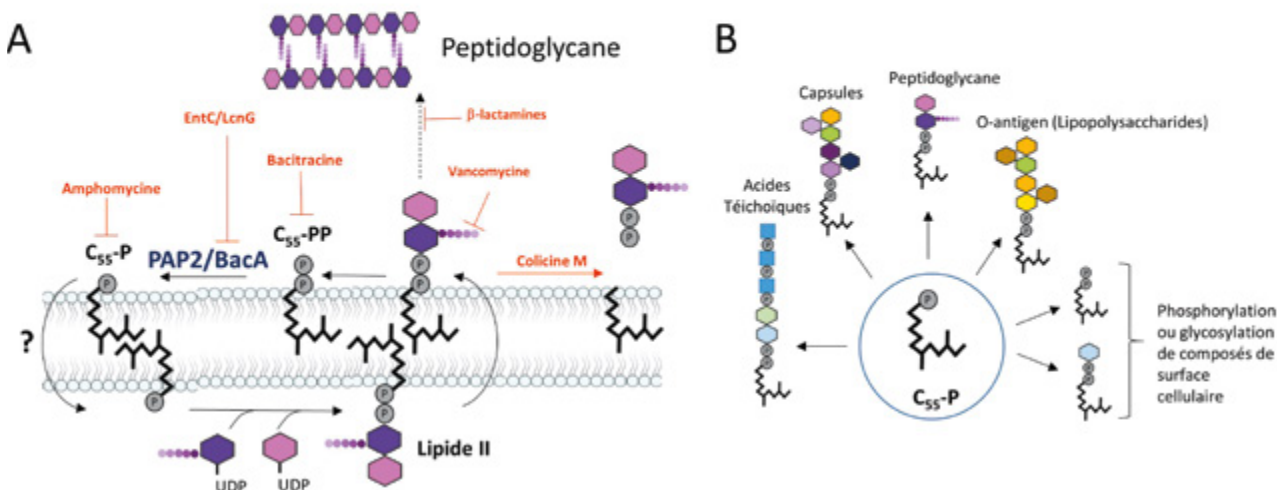 A
Peptidoglycane
EntC/LcnG
β-lactamines
Bacitracine
Vancomycine
Amphomycine
C55-P
PAP2/BacA
C55-PP
Colicine M
P
P
P
P
P
P
P
P
P
P
?
Lipide II
UDP
UDP
B
Peptidoglycane
Capsules
O-antigen (Lipopolysaccharides)
Acides
Téichoïques
P
C55-P
Phosphorylation
ou glycosylation
de composés de
surface
cellulaire